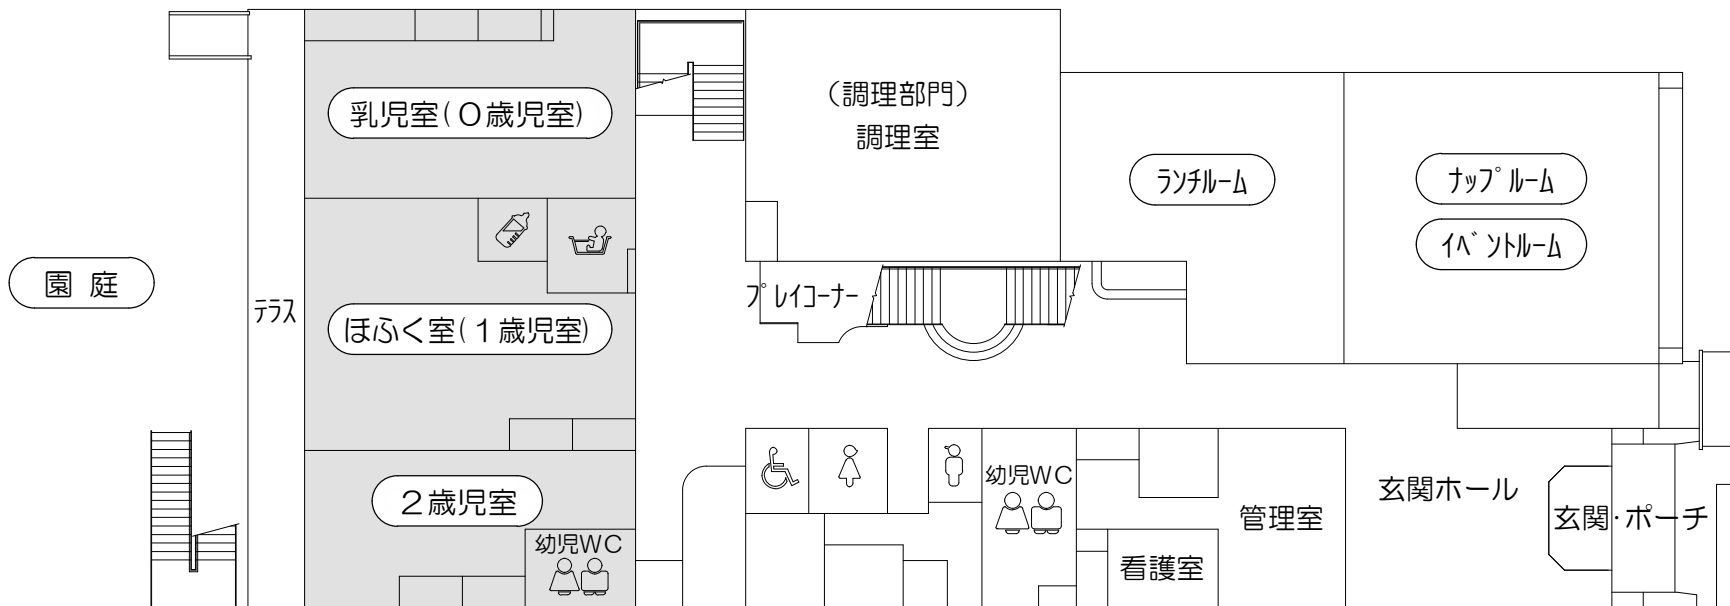 乳児室(０歳児室)
（調理部門）
調理室
ランチルーム
ナップルーム
イベントルーム
園 庭
テラス
ほふく室(１歳児室)
プレイコーナー
２歳児室
幼児WC
幼児WC
管理室
看護室
玄関ホール
玄関・ポーチ